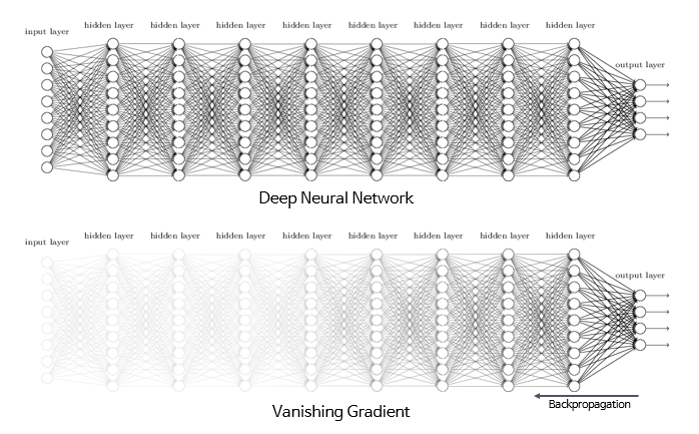 input layer
hidden layer hidden layer hidden layer hidden layer hidden layer hidden layer hidden layer hidden layer
output layer
Deep Neural Network
input layer
hidden layer hidden layer hidden layer hidden layer hidden layer hidden layer hidden layer hidden layer
output layer
Backpropagation
Vanishing Gradient